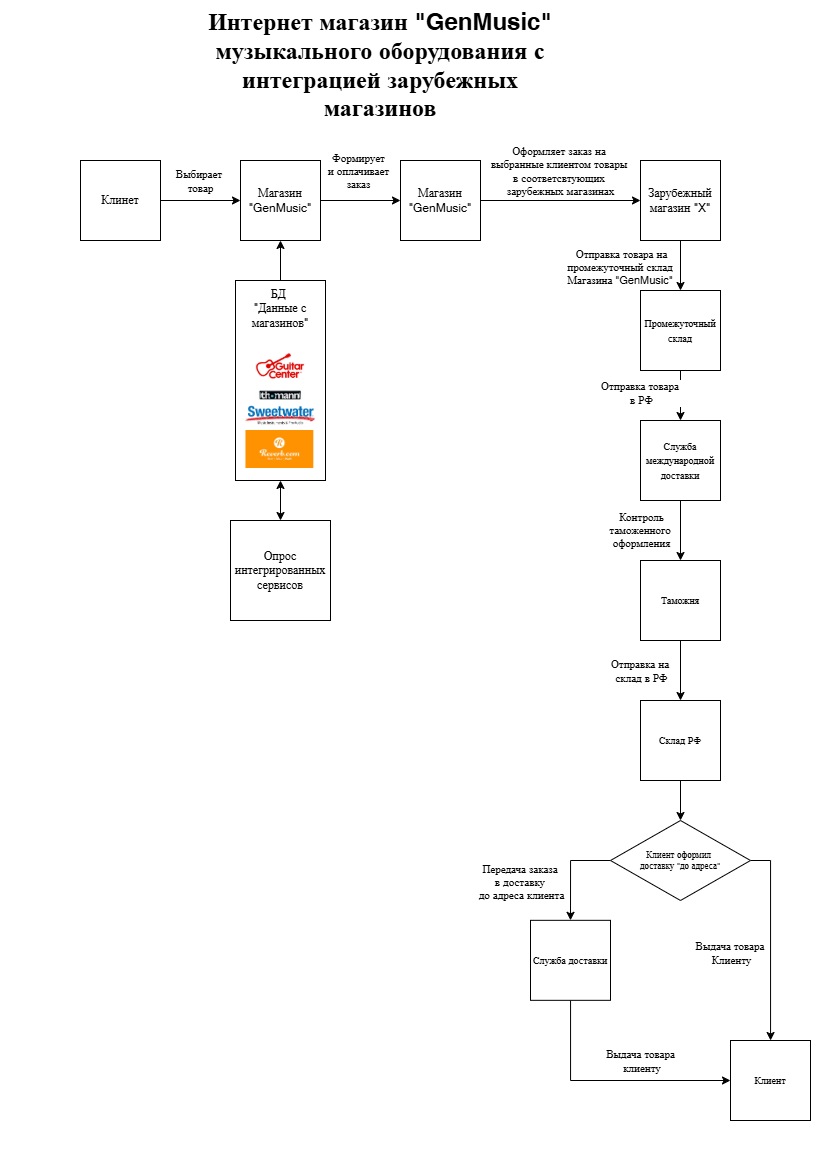 Интернет магазин "GenMusic"
музыкального оборудования с
интеграцией зарубежных
магазинов
Клинет
Выбирает
товар
Магазин
"GenMusic"
Формирует
и оплачивает
заказ
Магазин
"GenMusic"
Оформляет заказ на
выбранные клиентом товары
в соответсвтующих
зарубежных магазинах
Зарубежный
магазин "X"
Отправка товара на
промежуточный склад
Магазина "GenMusic"
БД
"Данные с
магазинов"
Guitar
Center
th•mann
Sweetwater
Reverb.com
Опрос
интегрированных
сервисов
Промежуточный
склад
Отправка товара
в РФ
Служба
международной
доставки
Контроль
таможенного
оформления
Таможня
Отправка на
склад в РФ
Склад РФ
Клиент оформил
доставку "до адреса"
Передача заказа
в доставку
до адреса клиента
Служба доставки
Выдача товара
Клиенту
Выдача товара
клиенту
Клиент